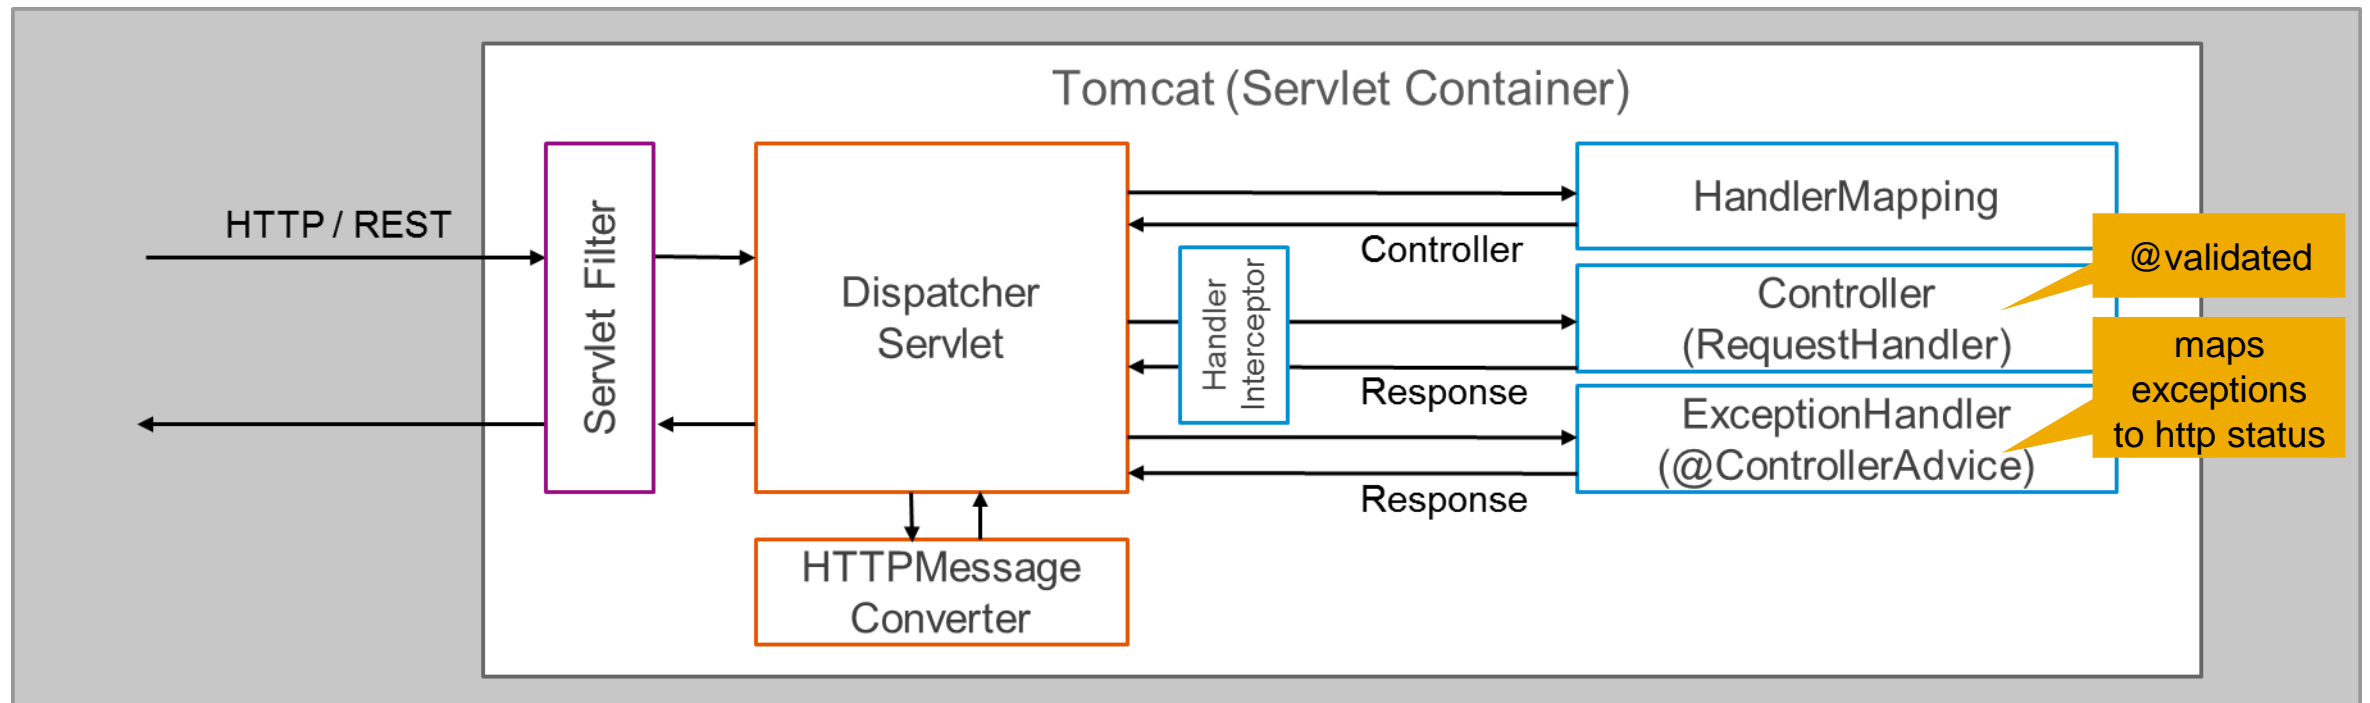 Tomcat (Servlet Container)
HTTP / REST
Servlet Filter
Dispatcher
Servlet
HTTPMessage
Converter
Handler
Interceptor
HandlerMapping
Controller
@validated
Controller
(RequestHandler)
Response
maps
exceptions
to http status
ExceptionHandler
(@ControllerAdvice)
Response